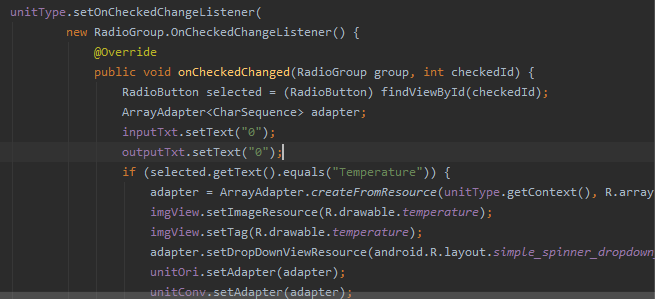 unitType.setOnCheckedChangeListener(
new RadioGroup.OnCheckedChangeListener() {
@Override
public void onCheckedChanged(RadioGroup group, int checkedId) {
RadioButton selected = (RadioButton) findViewById(checkedId);
ArrayAdapter<CharSequence> adapter;
inputTxt.setText("0");
outputTxt.setText("0");
if (selected.getText().equals("Temperature")) {
adapter = ArrayAdapter.createFromResource(unitType.getContext(), R.array
imgView.setImageResource(R.drawable.temperature);
imgView.setTag(R.drawable.temperature);
adapter.setDropDownViewResource(android.R.layout.simple_spinner_dropdown_
unitOri.setAdapter(adapter);
unitConv.setAdapter(adapter);